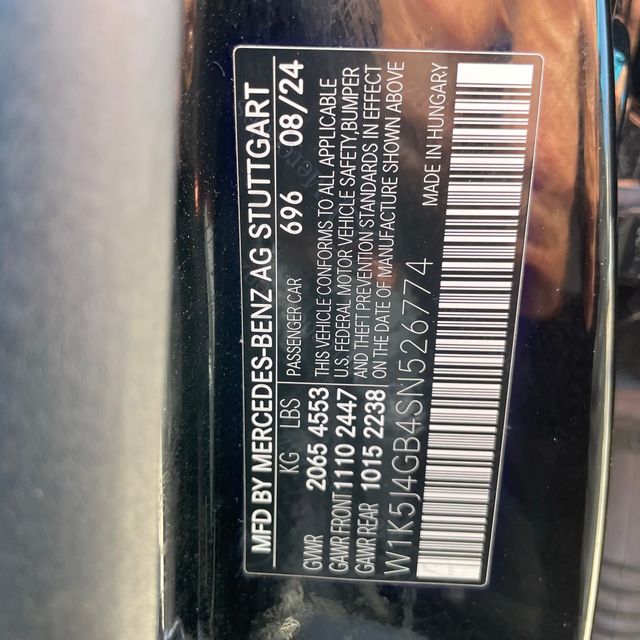 MFD BY MERCEDES-BENZ AG STUTTGART
KG LBS 696 08/24
GVWR 2065 4553 PASSENGER CAR
GAWR FRONT 1110 2447
GAWR REAR 1015 2238
THIS VEHICLE CONFORMS TO ALL APPLICABLE
U.S. FEDERAL MOTOR VEHICLE SAFETY,BUMPER
AND THEFT PREVENTION STANDARDS IN EFFECT
ON THE DATE OF MANUFACTURE SHOWN ABOVE
W1K5J4GB4SN526774 MADE IN HUNGARY